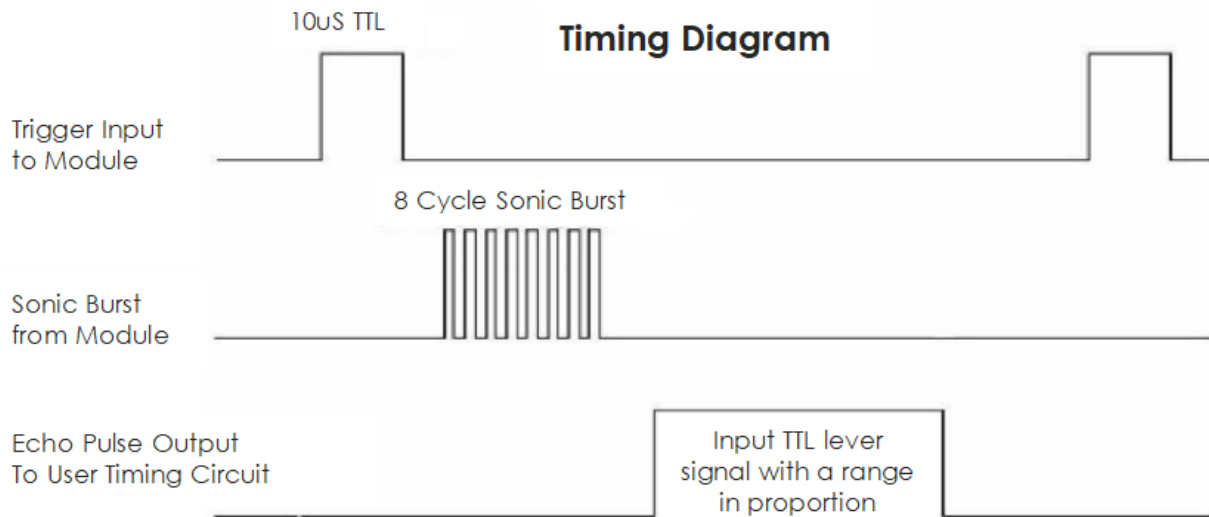 10uS TTL
Timing Diagram
Trigger Input
to Module
8 Cycle Sonic Burst
Sonic Burst
from Module
Echo Pulse Output
To User Timing Circuit
Input TTL lever
signal with a range
in proportion